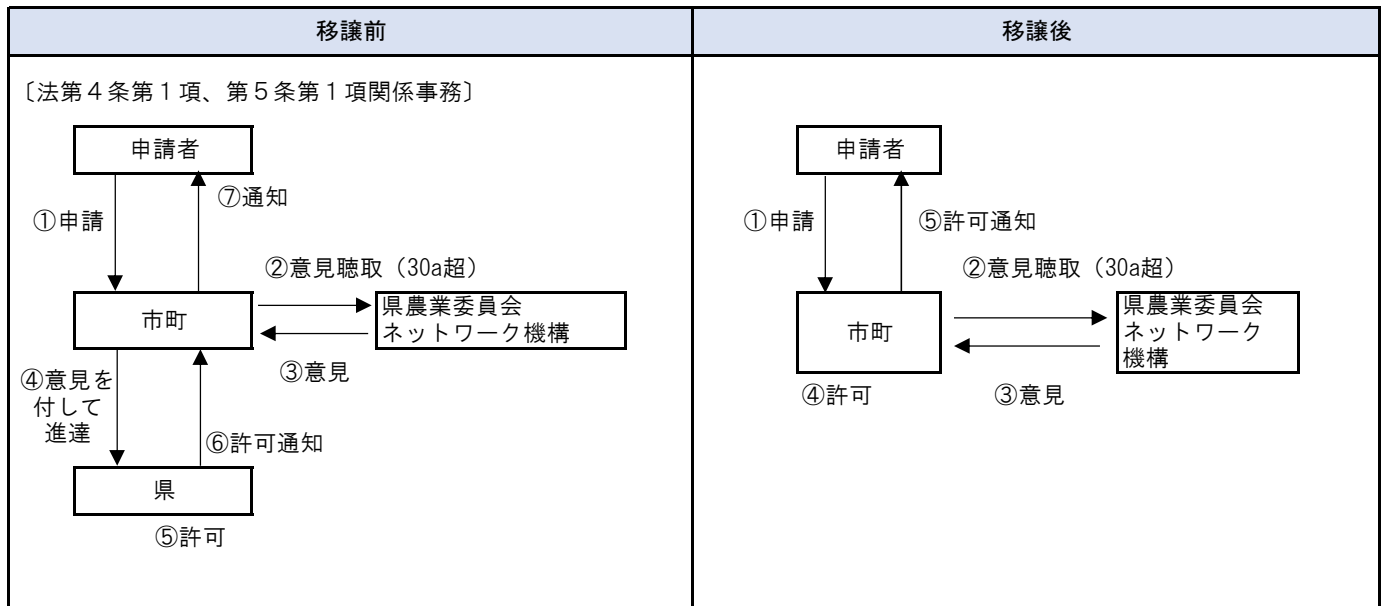 移譲前
移譲後
〔法第４条第１項、第５条第１項関係事務〕
申請者
⑦通知
①申請
②意見聴取（30a超）
市町
県農業委員会
ネットワーク機構
③意見
④意見を
付して
進達
⑥許可通知
県
⑤許可
申請者
①申請
⑤許可通知
②意見聴取（30a超）
市町
県農業委員会
ネットワーク
機構
④許可
③意見